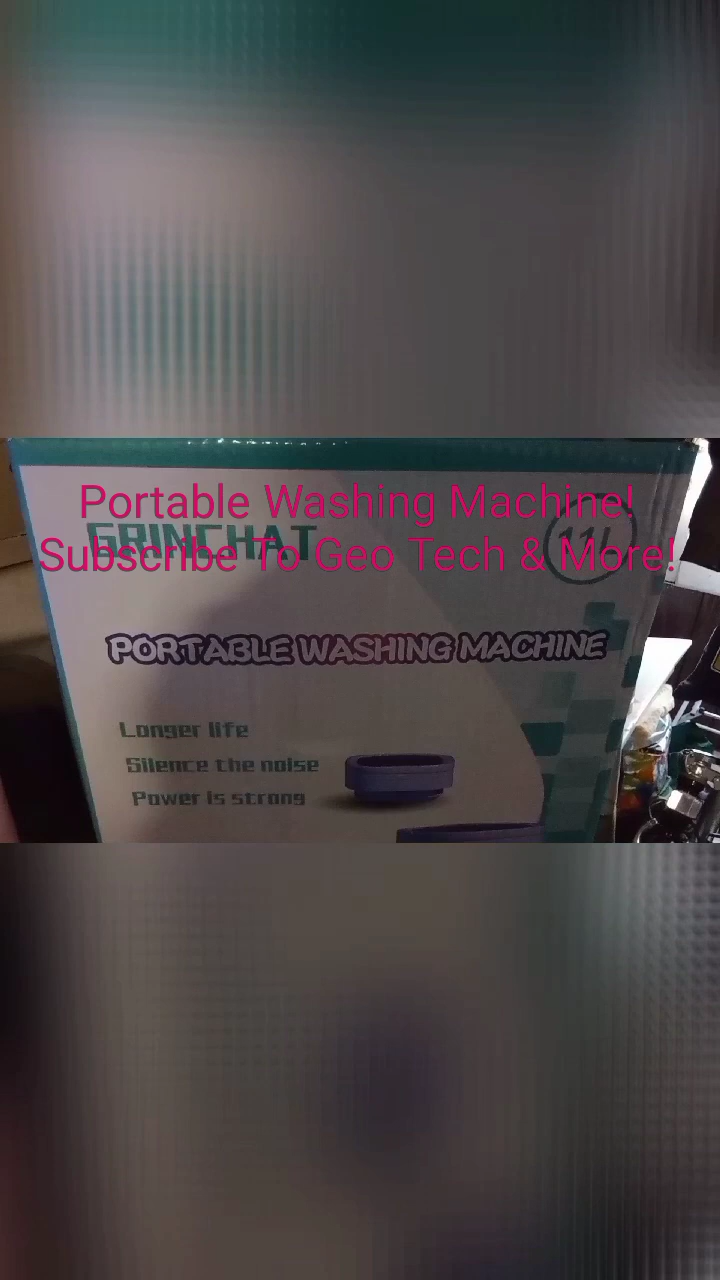 Portable Washing Machine!
GRINCHAT
11L
Subscribe To Geo Tech & More!
PORTABLE WASHING MACHINE
Longer life
Silence the noise
Power is strong